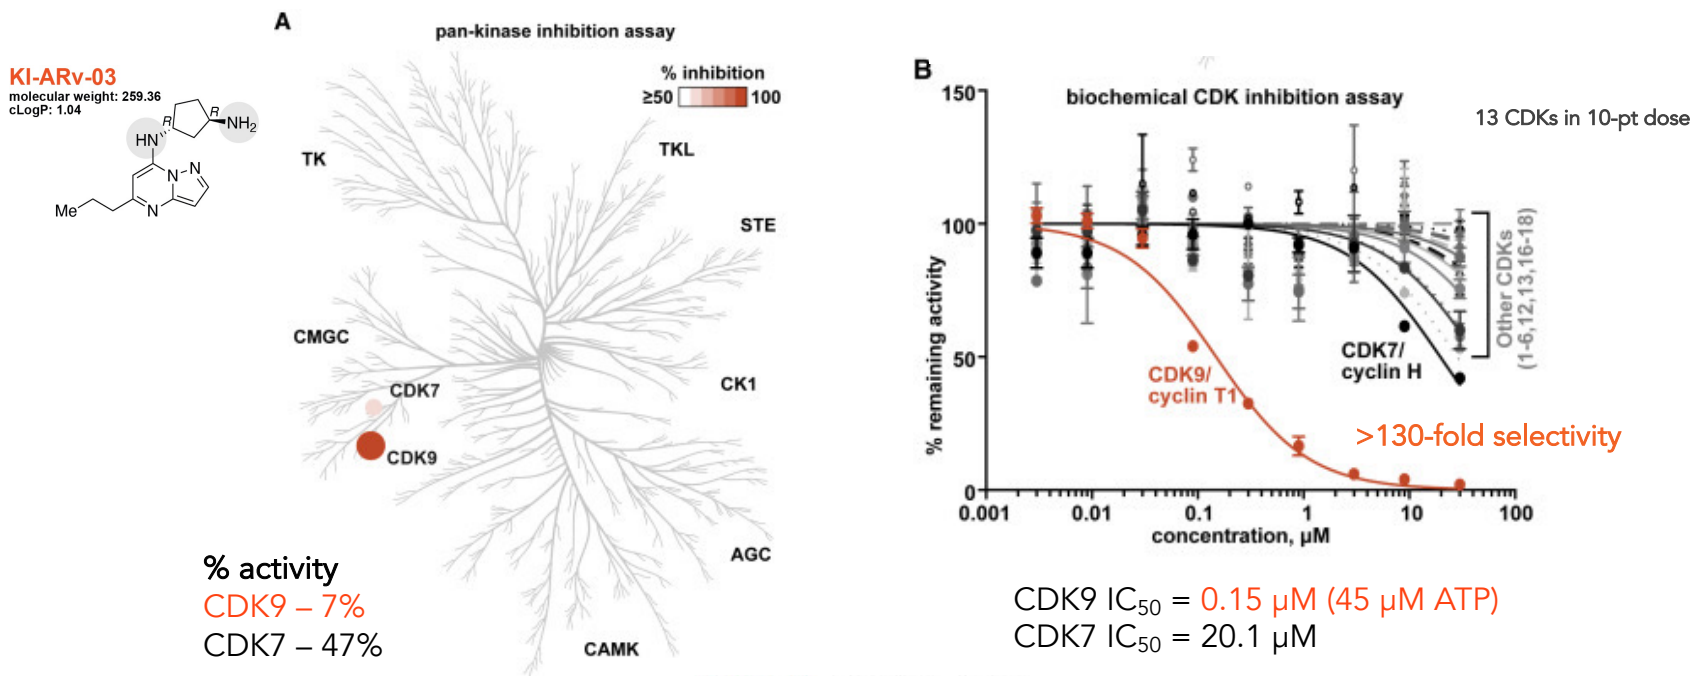 A
pan-kinase inhibition assay
KI-ARv-03
molecular weight: 259.36
cLogP: 1.04
R
R
NH2
HN
N
N
N
Me
% inhibition
≥50
100
TK
TKL
STE
CMGC
CDK7
CDK9
CK1
AGC
CAMK
% activity
CDK9 – 7%
CDK7 – 47%
B
biochemical CDK inhibition assay
13 CDKs in 10-pt dose
150
100
50
0
% remaining activity
0.001
0.01
0.1
1
10
100
concentration, µM
CDK9/
cyclin T1
CDK7/
cyclin H
Other CDKs
(1-6,12,13,16-18)
>130-fold selectivity
CDK9 IC50 = 0.15 µM (45 µM ATP)
CDK7 IC50 = 20.1 µM